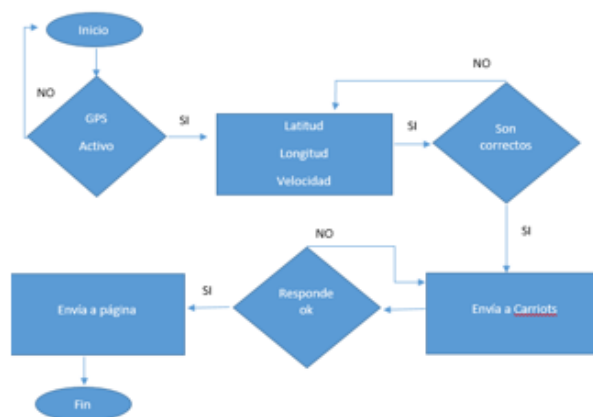 Inicio
NO
GPS
Activo
SI
Latitud
Longitud
Velocidad
SI
NO
Son
correctos
SI
Envía a Carriots
NO
Responde
ok
SI
Envía a página
Fin